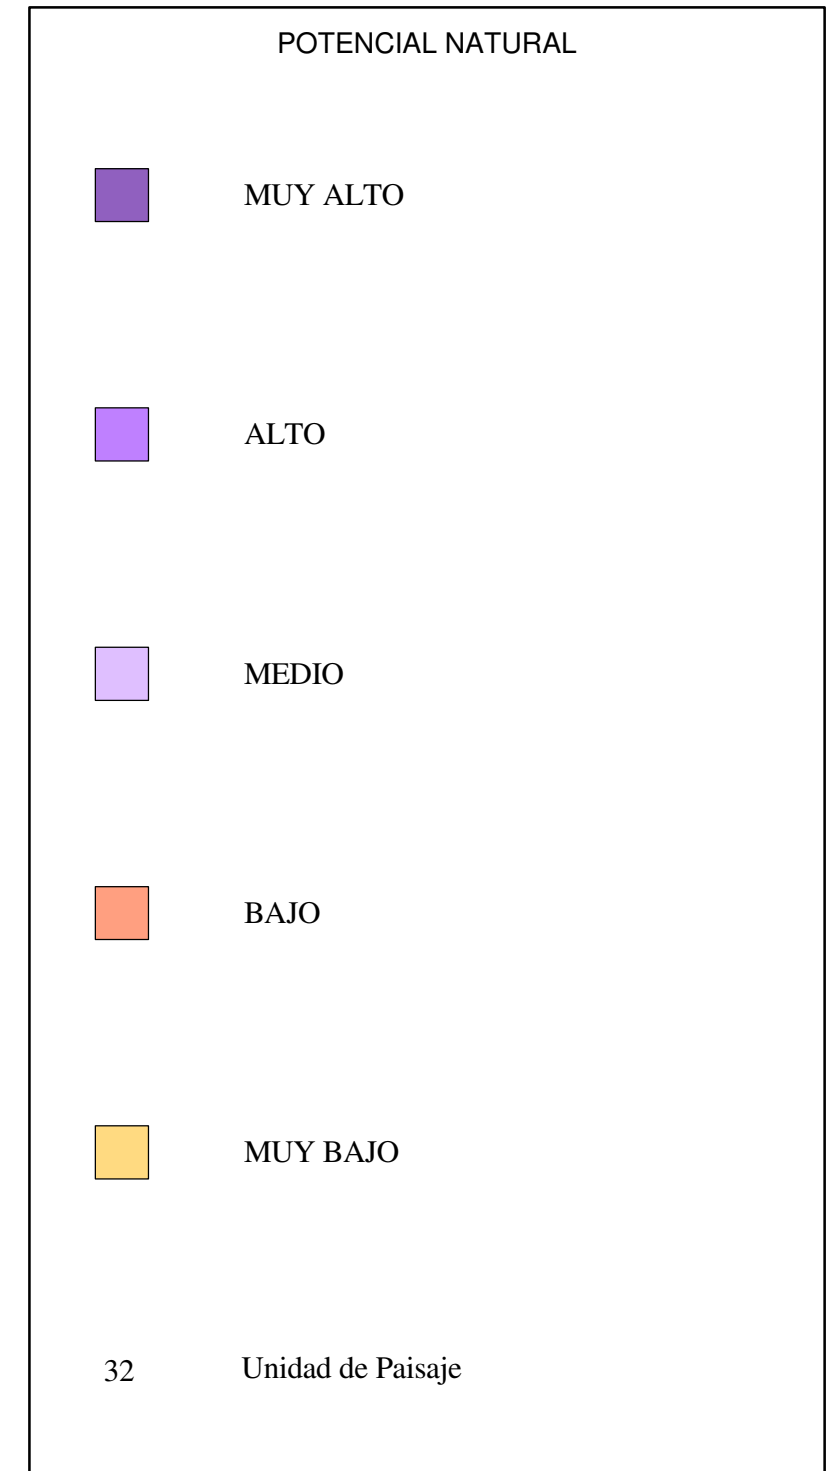 POTENCIAL NATURAL
MUY ALTO
ALTO
MEDIO
BAJO
MUY BAJO
32 Unidad de Paisaje